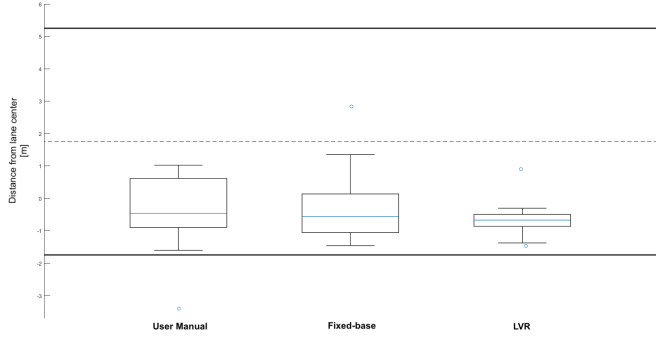 6
5
4
3
2
1
0
-1
-2
-3
Distance from lane center
[m]
User Manual
Fixed-base
LVR